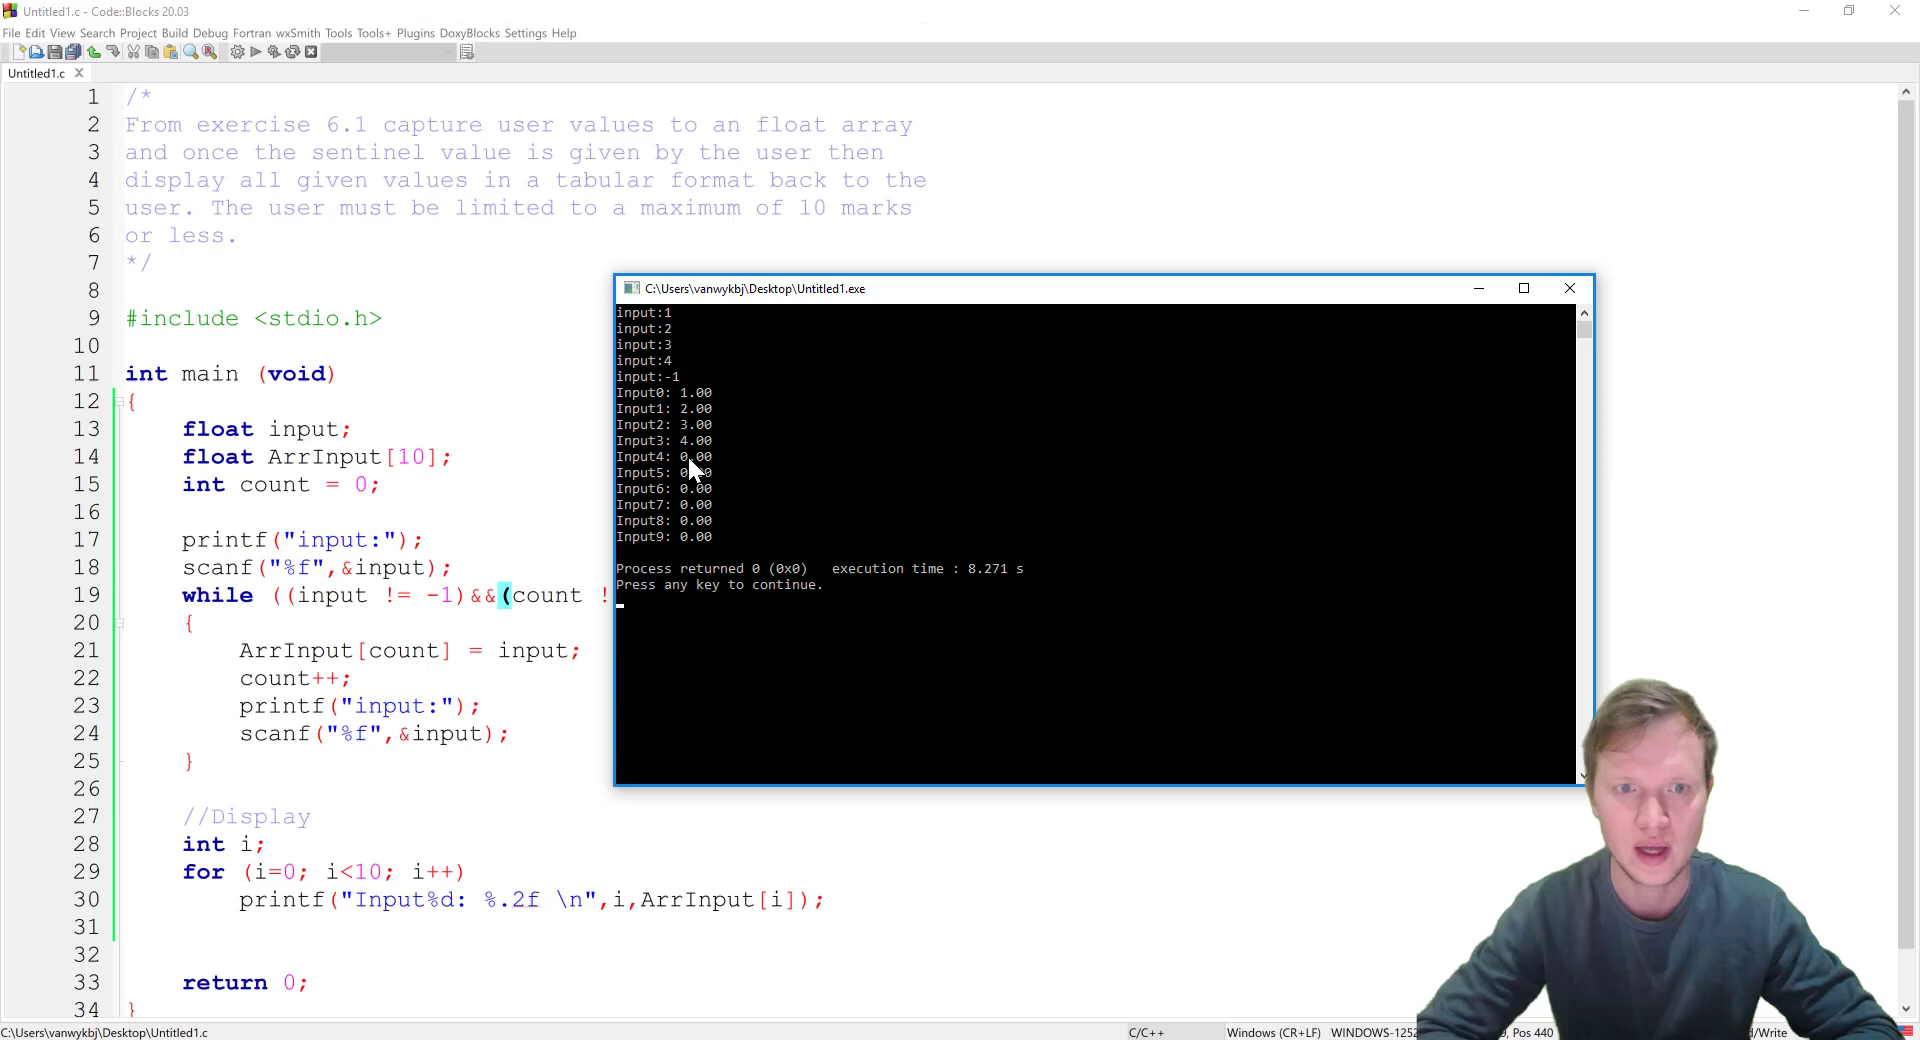 Untitled1.c - Code::Blocks 20.03
File Edit View Search Project Build Debug Fortran wxSmith Tools Tools+ Plugins DoxyBlocks Settings Help
Untitled1.c
1 /*
2 From exercise 6.1 capture user values to an float array
3 and once the sentinel value is given by the user then
4 display all given values in a tabular format back to the
5 user. The user must be limited to a maximum of 10 marks
6 or less.
7 */
8
9 #include <stdio.h>
10
11 int main (void)
12 {
13 float input;
14 float ArrInput[10];
15 int count = 0;
16
17 printf("input:");
18 scanf("%f",&input);
19 while ((input != -1)&&(count !
20 {
21 ArrInput[count] = input;
22 count++;
23 printf("input:");
24 scanf("%f",&input);
25 }
26
27 //Display
28 int i;
29 for (i=0; i<10; i++)
30 printf("Input%d: %.2f \n",i,ArrInput[i]);
31
32
33 return 0;
34 }
C:\Users\vanwykbj\Desktop\Untitled1.exe
input:1
input:2
input:3
input:4
input:-1
Input0: 1.00
Input1: 2.00
Input2: 3.00
Input3: 4.00
Input4: 0.00
Input5: 0.00
Input6: 0.00
Input7: 0.00
Input8: 0.00
Input9: 0.00
Process returned 0 (0x0) execution time : 8.271 s
Press any key to continue.
C:\Users\vanwykbj\Desktop\Untitled1.c C/C++ Windows (CR+LF) WINDOWS-1252 Pos 440 d/Write